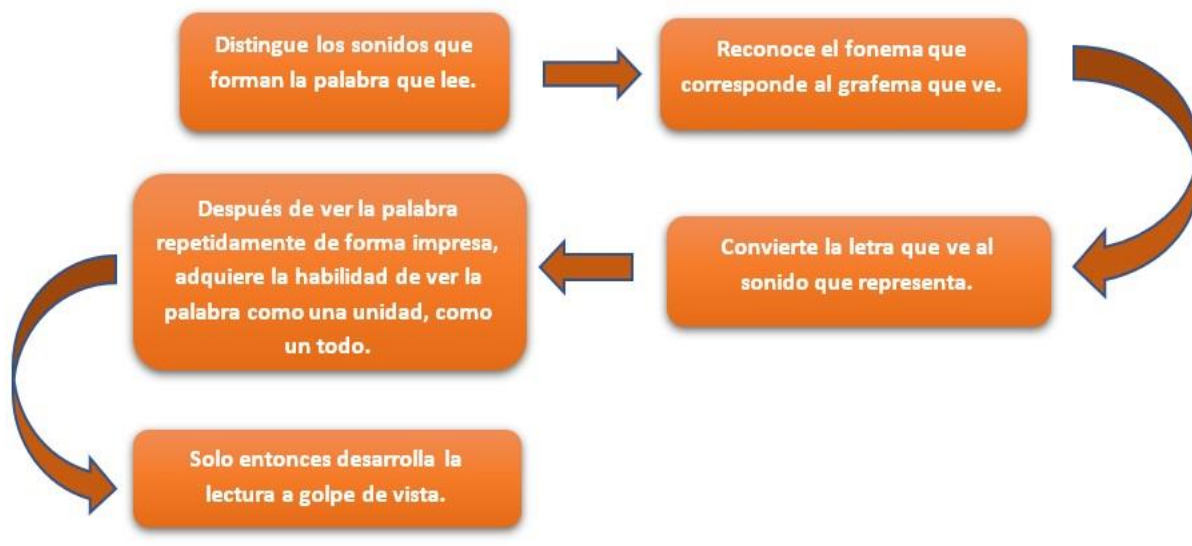 Distingue los sonidos que
forman la palabra que lee.
Reconoce el fonema que
corresponde al grafema que ve.
Convierte la letra que ve al
sonido que representa.
Después de ver la palabra
repetidamente de forma impresa,
adquiere la habilidad de ver la
palabra como una unidad, como
un todo.
Solo entonces desarrolla la
lectura a golpe de vista.